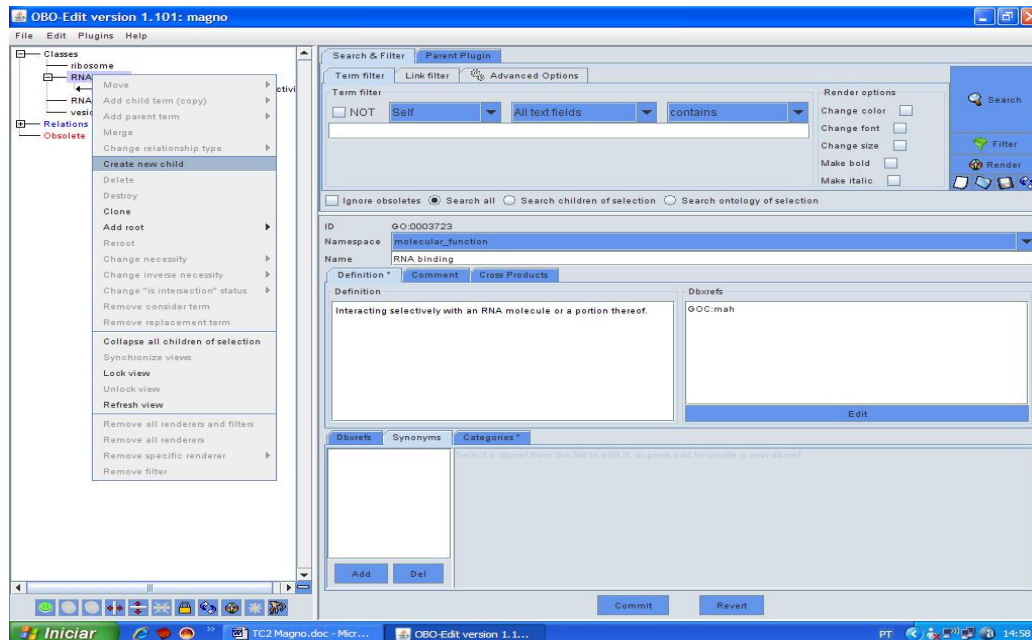 OBO-Edit version 1.101: magno
File Edit Plugins Help
Classes
ribosome
RNA
ctivi
RNA
vesic
Relations
Obsolete
Move
Add child term (copy)
Add parent term
Merge
Change relationship type
Create new child
Delete
Destroy
Clone
Add root
Reroot
Change necessity
Change inverse necessity
Change "is intersection" status
Remove consider term
Remove replacement term
Collapse all children of selection
Synchronize views
Lock view
Unlock view
Refresh view
Remove all renderers and filters
Remove all renderers
Remove specific renderer
Remove filter
Search & Filter Parent Plugin
Term filter Link filter Advanced Options
Term filter
NOT Self All text fields contains
Render options
Change color
Change font
Change size
Make bold
Make italic
Search
Filter
Render
Ignore obsoletes Search all Search children of selection Search ontology of selection
ID GO:0003723
Namespace molecular_function
Name RNA binding
Definition * Comment Cross Products
Definition
Interacting selectively with an RNA molecule or a portion thereof.
Dbxrefs
GOC:mah
Edit
Dbxrefs Synonyms Categories *
Select a dbxref from the list to edit it, or press add to create a new dbxref
Add Del
Commit Revert
Iniciar
TC2 Magno.doc - Micr...
OBO-Edit version 1.1...
PT
14:58